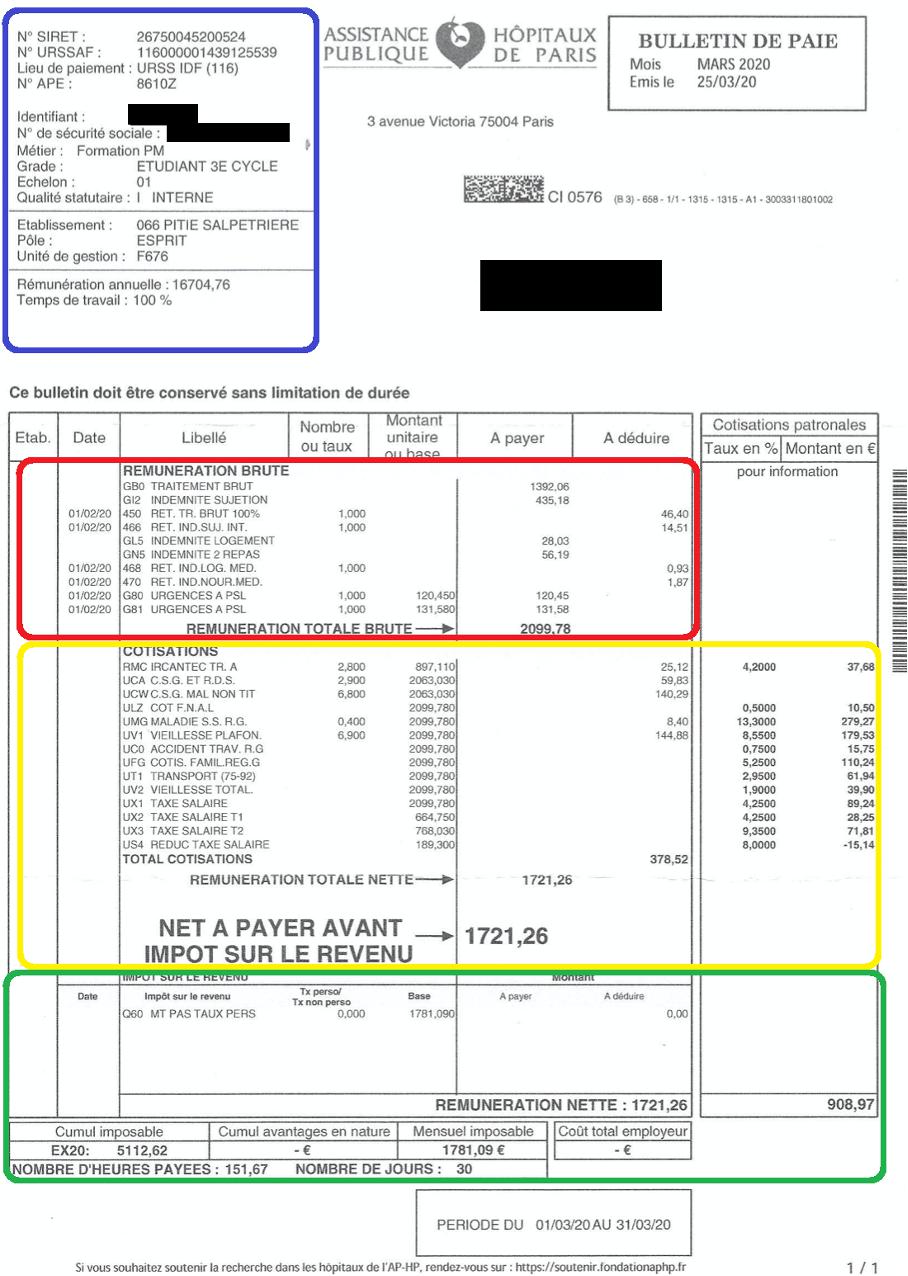 N° SIRET : 26750045200524
N° URSSAF : 116000001439125539
Lieu de paiement : URSS IDF (116)
N° APE : 8610Z
Identifiant :
N° de sécurité sociale :
Métier : Formation PM
Grade : ETUDIANT 3E CYCLE
Echelon : 01
Qualité statutaire : I INTERNE
Etablissement : 066 PITIE SALPETRIERE
Pôle : ESPRIT
Unité de gestion : F676
Rémunération annuelle : 16704,76
Temps de travail : 100 %
ASSISTANCE PUBLIQUE HÔPITAUX DE PARIS
BULLETIN DE PAIE
Mois MARS 2020
Emis le 25/03/20
3 avenue Victoria 75004 Paris
CI 0576 (B 3) - 658 - 1/1 - 1315 - 1315 - A1 - 3003311801002
Ce bulletin doit être conservé sans limitation de durée
Etab. Date Libellé Nombre ou taux Montant unitaire ou base A payer A déduire Cotisations patronales
Taux en % Montant en €
pour information
REMUNERATION BRUTE
GB0 TRAITEMENT BRUT 1392,06
GI2 INDEMNITE SUJETION 435,18
01/02/20 450 RET. TR. BRUT 100% 1,000 46,40
01/02/20 466 RET. IND.SUJ. INT. 1,000 14,51
GL5 INDEMNITE LOGEMENT 28,03
GN5 INDEMNITE 2 REPAS 56,19
01/02/20 468 RET. IND.LOG. MED. 1,000 0,93
01/02/20 470 RET. IND.NOUR.MED. 1,87
01/02/20 G80 URGENCES A PSL 1,000 120,450 120,45
01/02/20 G81 URGENCES A PSL 1,000 131,580 131,58
REMUNERATION TOTALE BRUTE 2099,78
COTISATIONS
RMC IRCANTEC TR. A 2,800 897,110 25,12 4,2000 37,68
UCA C.S.G. ET R.D.S. 2,900 2063,030 59,83
UCW C.S.G. MAL NON TIT 6,800 2063,030 140,29
ULZ COT F.N.A.L 2099,780 0,5000 10,50
UMG MALADIE S.S. R.G. 0,400 2099,780 8,40 13,3000 279,27
UV1 VIEILLESSE PLAFON. 6,900 2099,780 144,88 8,5500 179,53
UC0 ACCIDENT TRAV. R.G 2099,780 0,7500 15,75
UFG COTIS. FAMIL.REG.G 2099,780 5,2500 110,24
UT1 TRANSPORT (75-92) 2099,780 2,9500 61,94
UV2 VIEILLESSE TOTAL. 2099,780 1,9000 39,90
UX1 TAXE SALAIRE 2099,780 4,2500 89,24
UX2 TAXE SALAIRE T1 664,750 4,2500 28,25
UX3 TAXE SALAIRE T2 768,030 9,3500 71,81
US4 REDUC TAXE SALAIRE 189,300 8,0000 -15,14
TOTAL COTISATIONS 378,52
REMUNERATION TOTALE NETTE 1721,26
NET A PAYER AVANT
IMPOT SUR LE REVENU 1721,26
IMPOT SUR LE REVENU Montant
Date Impôt sur le revenu Tx perso/ Tx non perso Base A payer A déduire
Q60 MT PAS TAUX PERS 0,000 1781,090 0,00
REMUNERATION NETTE : 1721,26 908,97
Cumul imposable Cumul avantages en nature Mensuel imposable Coût total employeur
EX20: 5112,62 - € 1781,09 € - €
NOMBRE D'HEURES PAYEES : 151,67 NOMBRE DE JOURS : 30
PERIODE DU 01/03/20 AU 31/03/20
Si vous souhaitez soutenir la recherche dans les hôpitaux de l'AP-HP, rendez-vous sur : https://soutenir.fondationaphp.fr
1 / 1